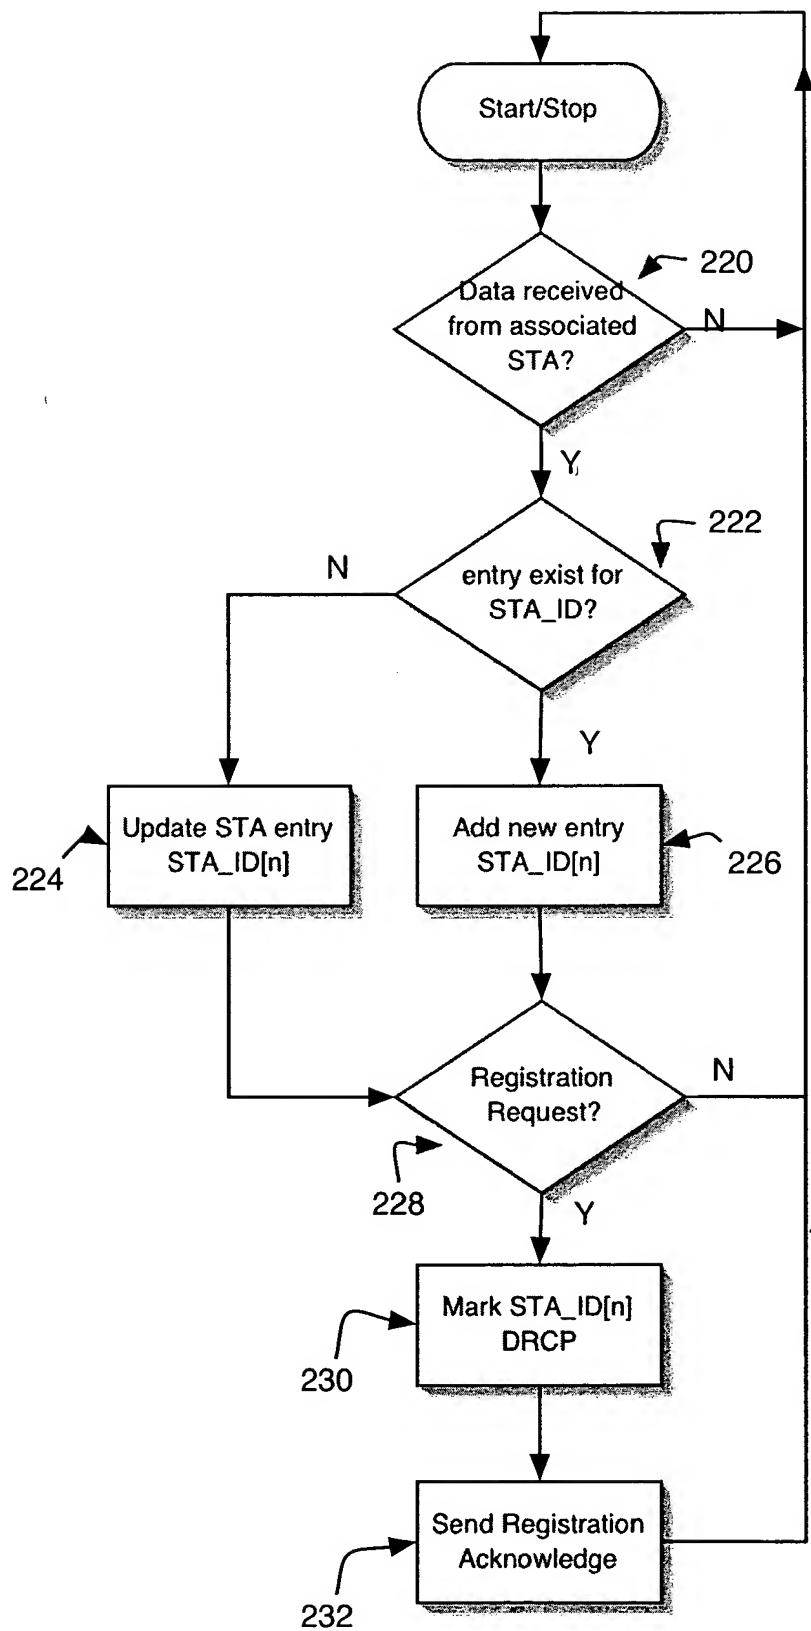 Start/Stop
220
Data received
from associated
STA?
N
Y
222
entry exist for
STA_ID?
N
Y
Update STA entry
STA_ID[n]
224
Add new entry
STA_ID[n]
226
Registration
Request?
N
228
Y
Mark STA_ID[n]
DRCP
230
Send Registration
Acknowledge
232